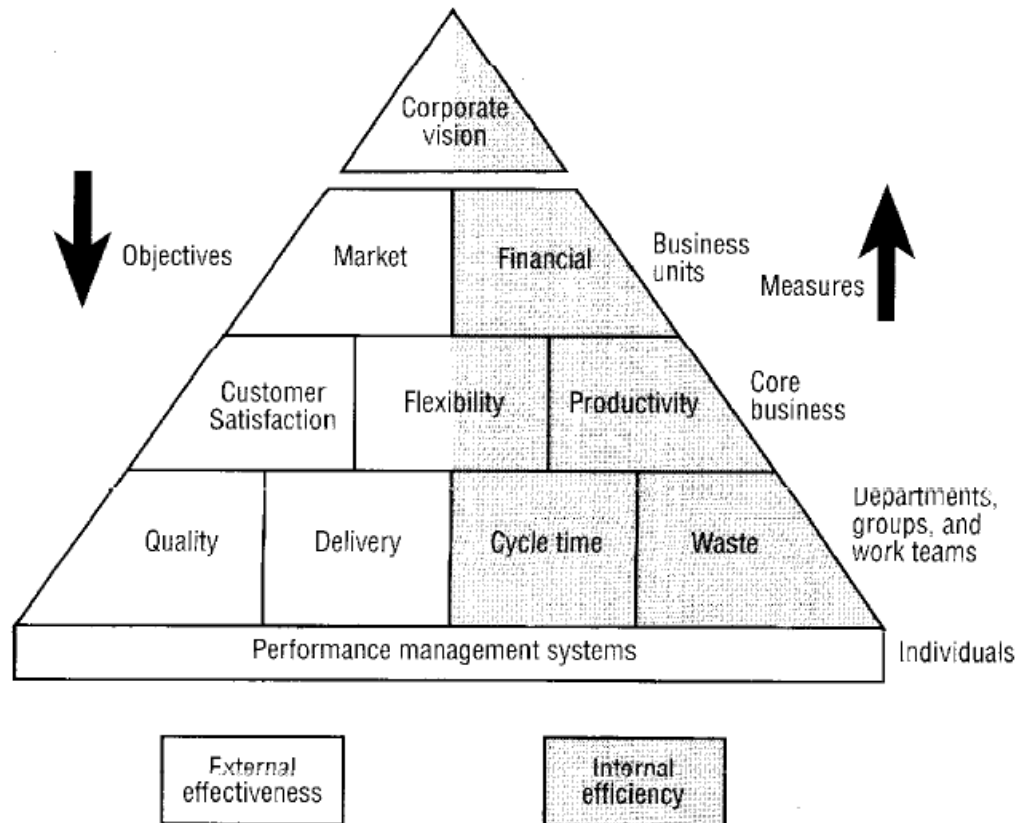 Corporate
vision
Objectives
Market
Financial
Business
units
Measures
Customer
Satisfaction
Flexibility
Productivity
Core
business
Quality
Delivery
Cycle time
Waste
Departments,
groups, and
work teams
Performance management systems
Individuals
External
effectiveness
Internal
efficiency